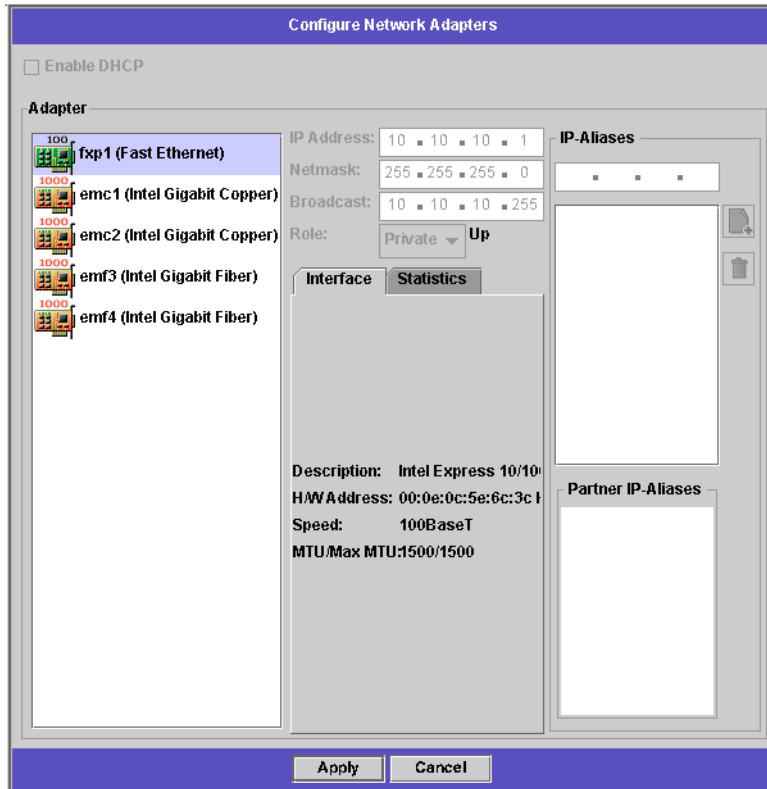 Configure Network Adapters
Enable DHCP
Adapter
100
fxp1 (Fast Ethernet)
1000
emc1 (Intel Gigabit Copper)
1000
emc2 (Intel Gigabit Copper)
1000
emf3 (Intel Gigabit Fiber)
1000
emf4 (Intel Gigabit Fiber)
IP Address: 10 . 10 . 10 . 1
Netmask: 255 . 255 . 255 . 0
Broadcast: 10 . 10 . 10 . 255
Role: Private Up
Interface Statistics
Description: Intel Express 10/10
H/W Address: 00:0e:0c:5e:6c:3c
Speed: 100BaseT
MTU/Max MTU:1500/1500
IP-Aliases
. . .
Partner IP-Aliases
Apply Cancel